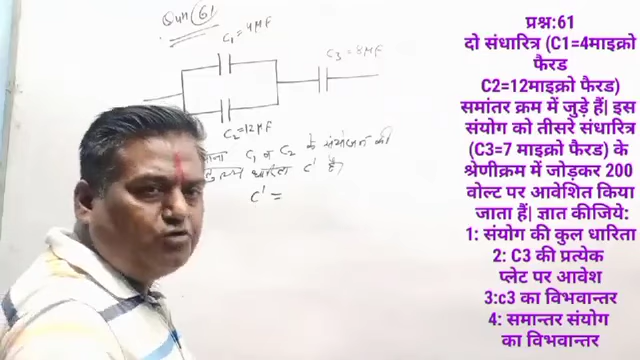 Qun 61
C₁=4μF
C₃=8μF
C₂=12μF
माना C₁ व C₂ के संयोजन की
तुल्य धारिता C' है
C' =
प्रश्न:61
दो संधारित्र (C1=4माइक्रो
फैरड
C2=12माइक्रो फैरड)
समांतर क्रम में जुड़े हैं| इस
संयोग को तीसरे संधारित्र
(C3=7 माइक्रो फैरड) के
श्रेणीक्रम में जोड़कर 200
वोल्ट पर आवेशित किया
जाता हैं| ज्ञात कीजिये:
1: संयोग की कुल धारिता
2: C3 की प्रत्येक
प्लेट पर आवेश
3:c3 का विभवान्तर
4: समान्तर संयोग
का विभवान्तर